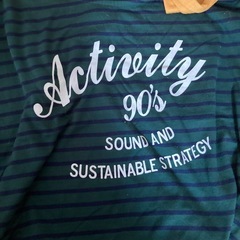 Activity
90's
SOUND AND
SUSTAINABLE STRATEGY